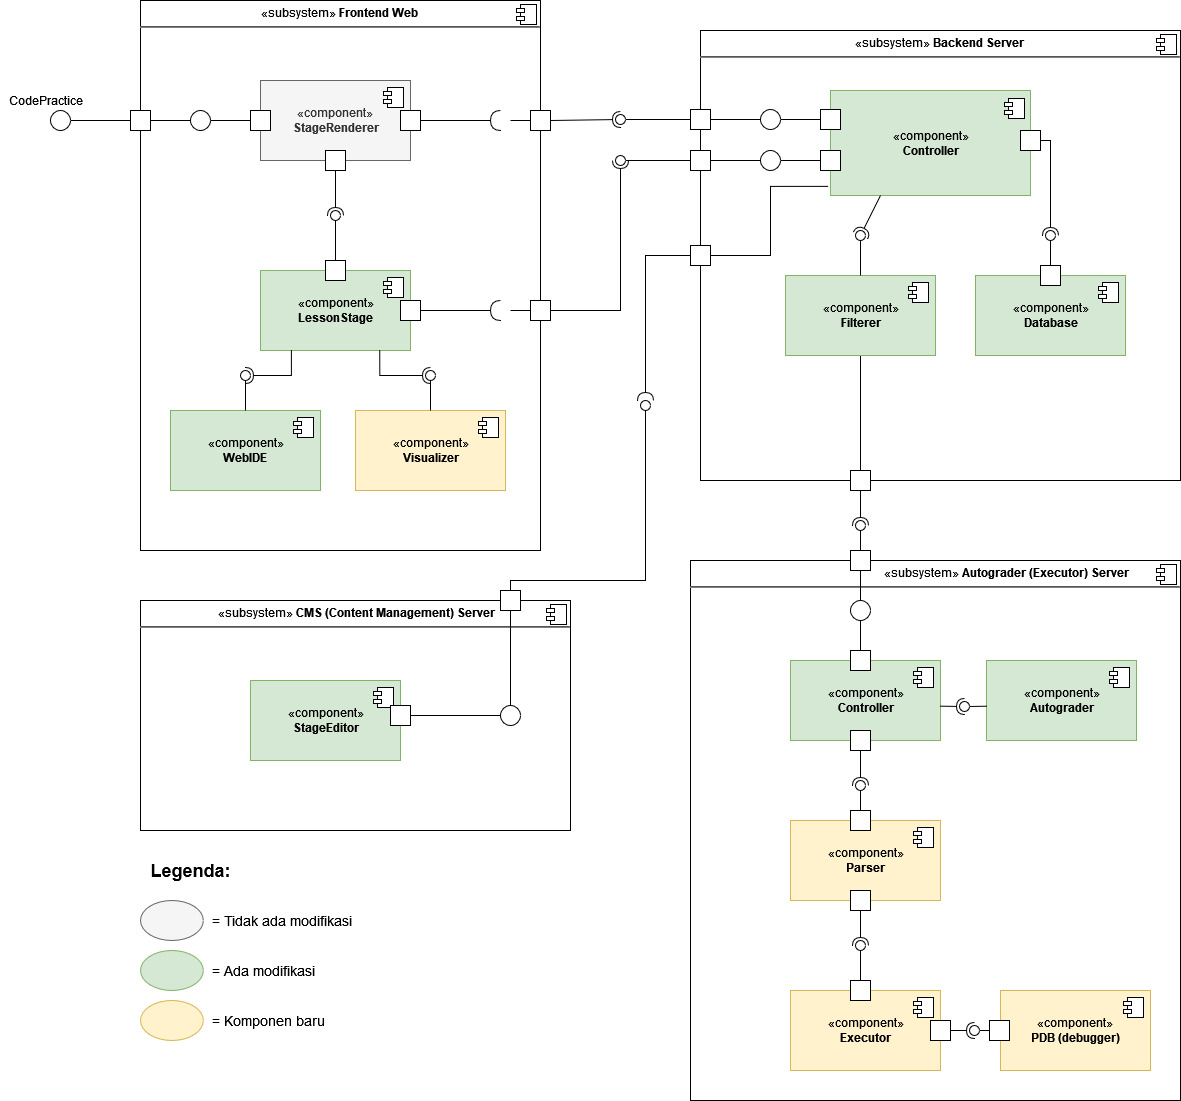 «subsystem» Frontend Web
«subsystem» Backend Server
CodePractice
«component»
StageRenderer
«component»
Controller
«component»
LessonStage
«component»
Filterer
«component»
Database
«component»
WebIDE
«component»
Visualizer
«subsystem» Autograder (Executor) Server
«subsystem» CMS (Content Management) Server
«component»
StageEditor
«component»
Controller
«component»
Autograder
«component»
Parser
«component»
Executor
«component»
PDB (debugger)
Legenda:
= Tidak ada modifikasi
= Ada modifikasi
= Komponen baru